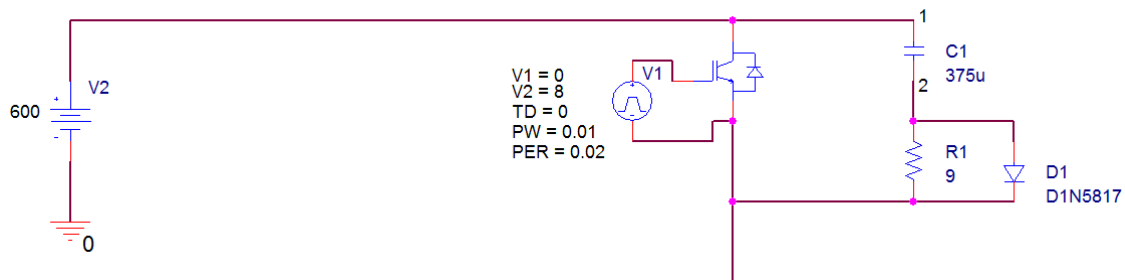 600
V2
0
V1 = 0
V2 = 8
TD = 0
PW = 0.01
PER = 0.02
V1
1
C1
375u
2
R1
9
D1
D1N5817